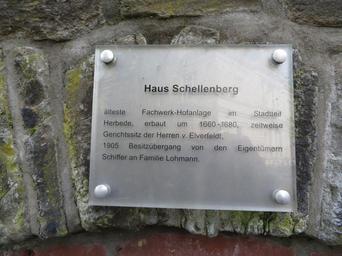 Haus Schellenberg
älteste Fachwerk-Hofanlage im Stadtteil
Herbede, erbaut um 1660-1680, zeitweise
Gerichtssitz der Herren v. Elverfeldt,
1905 Besitzübergang von den Eigentümern
Schiffer an Familie Lohmann.